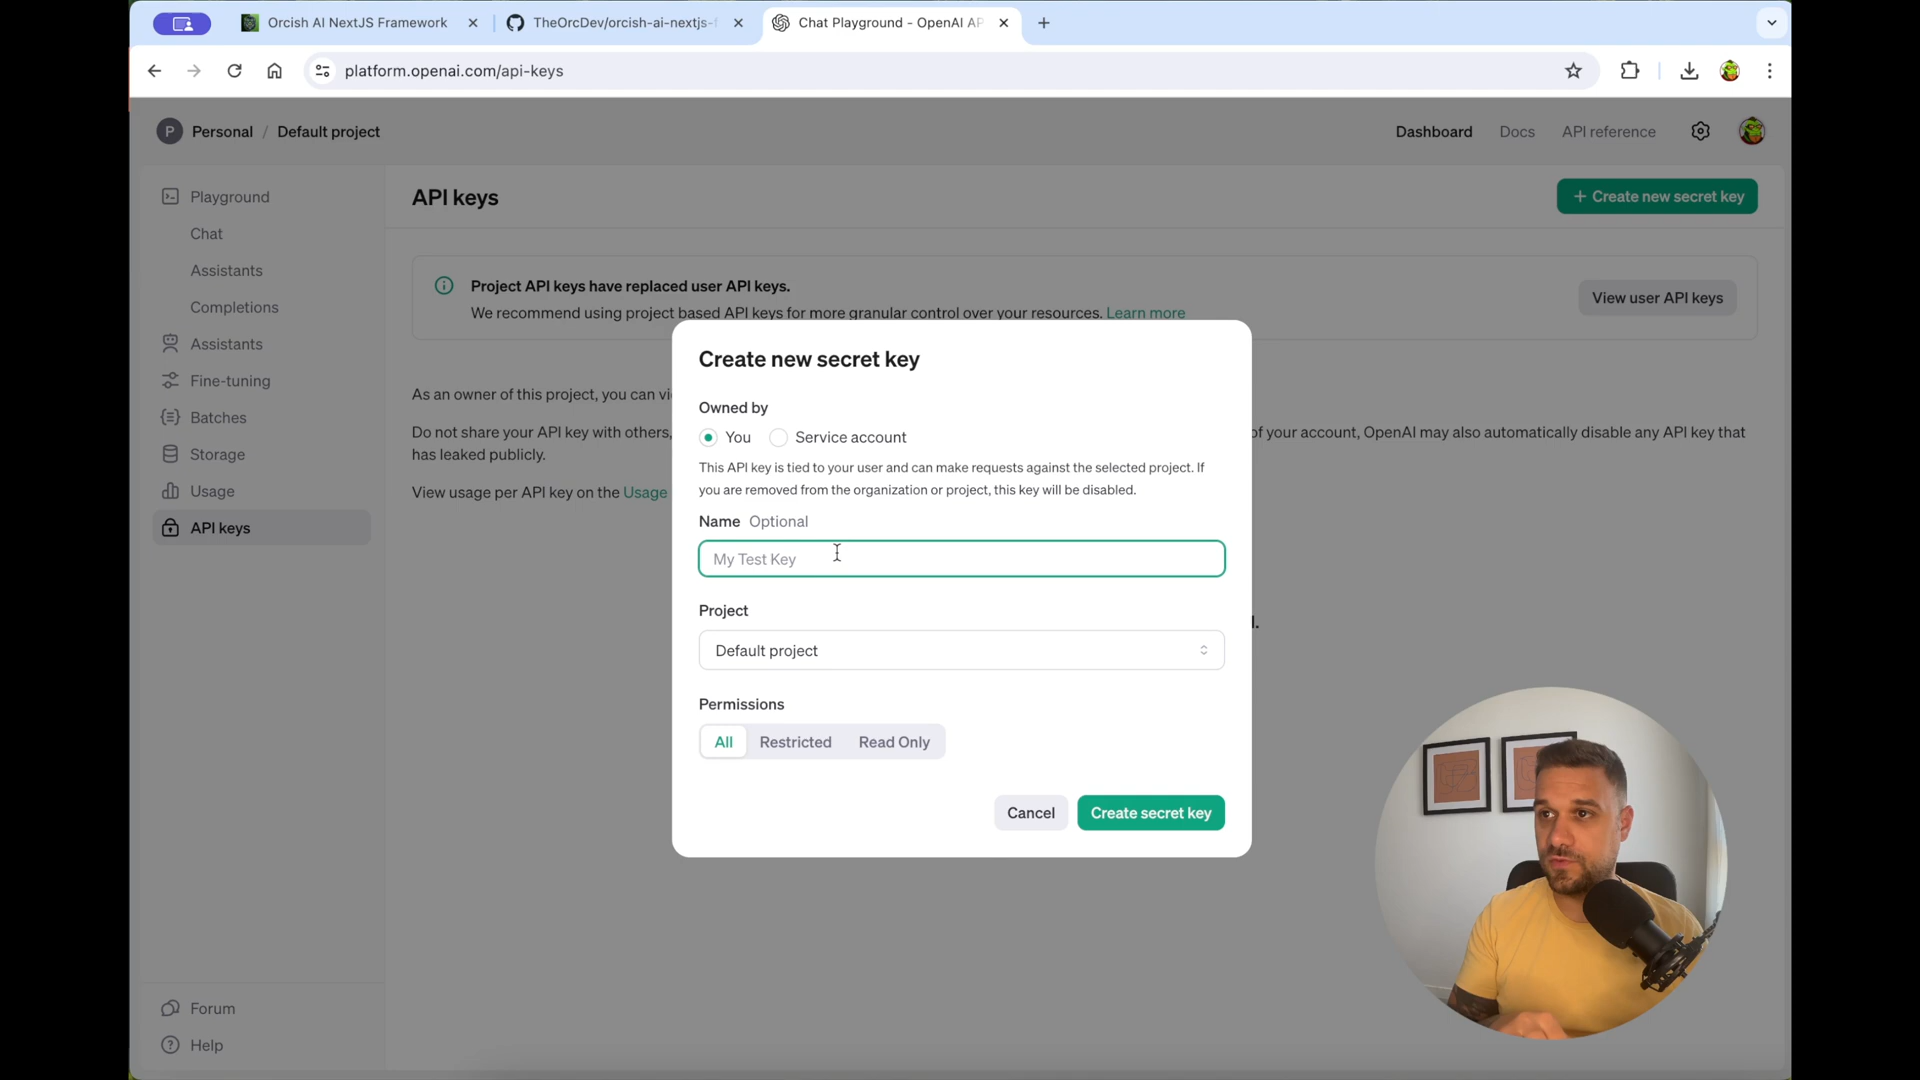 Orcish AI NextJS Framework
TheOrcDev/orcish-ai-nextjs-f
Chat Playground - OpenAI AP
platform.openai.com/api-keys
P Personal / Default project
Dashboard Docs API reference
Playground
Chat
Assistants
Completions
Assistants
Fine-tuning
Batches
Storage
Usage
API keys
Forum
Help
API keys
+ Create new secret key
Project API keys have replaced user API keys.
We recommend using project based API keys for more granular control over your resources. Learn more
View user API keys
As an owner of this project, you can vi
Do not share your API key with others, of your account, OpenAI may also automatically disable any API key that
has leaked publicly.
View usage per API key on the Usage
Create new secret key
Owned by
You Service account
This API key is tied to your user and can make requests against the selected project. If
you are removed from the organization or project, this key will be disabled.
Name Optional
My Test Key
Project
Default project
Permissions
All Restricted Read Only
Cancel Create secret key